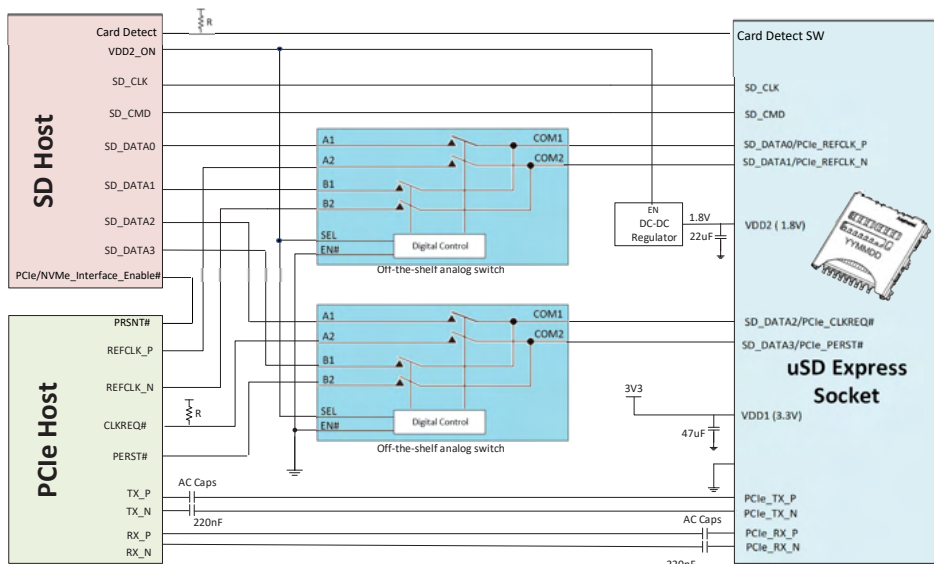 R
Card Detect
VDD2_ON
SD_CLK
SD_CMD
SD_DATA0
SD_DATA1
SD_DATA2
SD_DATA3
PCIe/NVMe_Interface_Enable#
SD Host
PRSNT#
REFCLK_P
REFCLK_N
R
CLKREQ#
PERST#
TX_P
TX_N
RX_P
RX_N
PCIe Host
AC Caps
220nF
A1
A2
B1
B2
SEL
EN#
COM1
COM2
Digital Control
Off-the-shelf analog switch
A1
A2
B1
B2
SEL
EN#
COM1
COM2
Digital Control
Off-the-shelf analog switch
EN
DC-DC
Regulator
1.8V
22uF
3V3
47uF
AC Caps
220nF
Card Detect SW
SD_CLK
SD_CMD
SD_DATA0/PCIe_REFCLK_P
SD_DATA1/PCIe_REFCLK_N
VDD2 ( 1.8V)
YYMMDD
SD_DATA2/PCIe_CLKREQ#
SD_DATA3/PCIe_PERST#
uSD Express
Socket
VDD1 (3.3V)
PCIe_TX_P
PCIe_TX_N
PCIe_RX_P
PCIe_RX_N